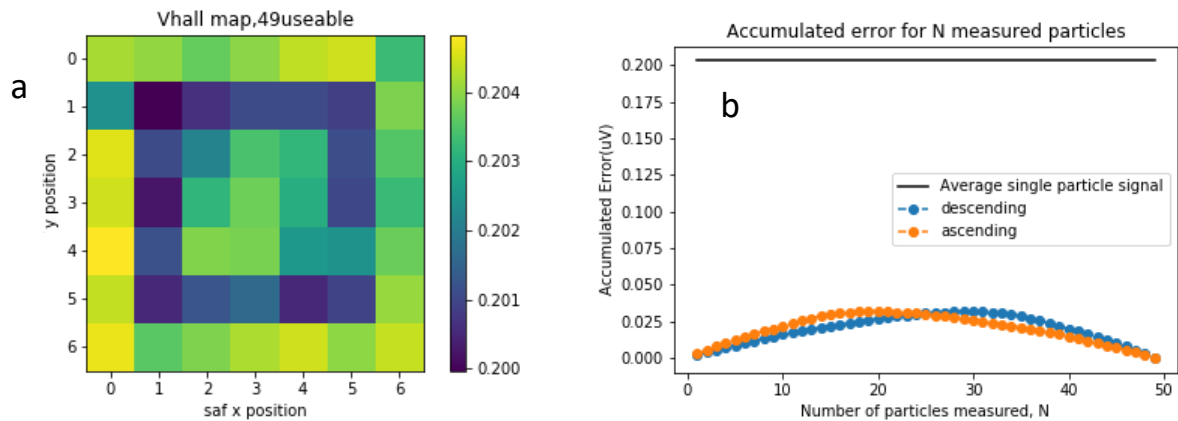 a
Vhall map,49useable
0
1
2
3
4
5
6
y position
0 1 2 3 4 5 6
saf x position
0.204
0.203
0.202
0.201
0.200
b
Accumulated error for N measured particles
0.200
0.175
0.150
0.125
0.100
0.075
0.050
0.025
0.000
Accumulated Error(uV)
Average single particle signal
descending
ascending
0 10 20 30 40 50
Number of particles measured, N